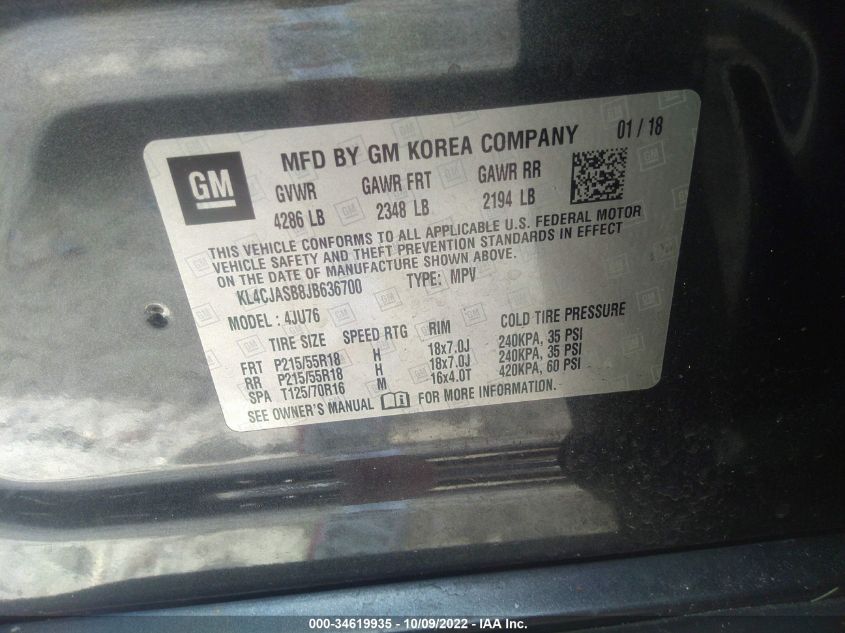 GM
MFD BY GM KOREA COMPANY 01 / 18
GVWR GAWR FRT GAWR RR
4286 LB 2348 LB 2194 LB
THIS VEHICLE CONFORMS TO ALL APPLICABLE U.S. FEDERAL MOTOR
VEHICLE SAFETY AND THEFT PREVENTION STANDARDS IN EFFECT
ON THE DATE OF MANUFACTURE SHOWN ABOVE.
KL4CJASB8JB636700 TYPE: MPV
MODEL : 4JU76
TIRE SIZE SPEED RTG RIM COLD TIRE PRESSURE
FRT P215/55R18 H 18x7.0J 240KPA, 35 PSI
RR P215/55R18 H 18x7.0J 240KPA, 35 PSI
SPA T125/70R16 M 16x4.0T 420KPA, 60 PSI
SEE OWNER'S MANUAL FOR MORE INFORMATION
000-34619935 - 10/09/2022 - IAA Inc.